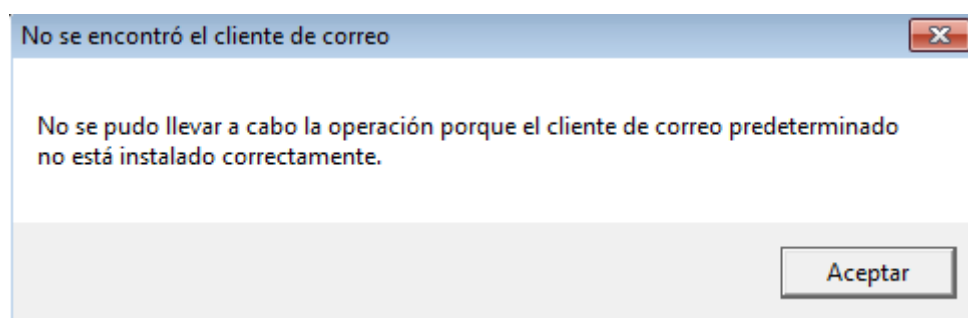 No se encontró el cliente de correo
No se pudo llevar a cabo la operación porque el cliente de correo predeterminado
no está instalado correctamente.
Aceptar